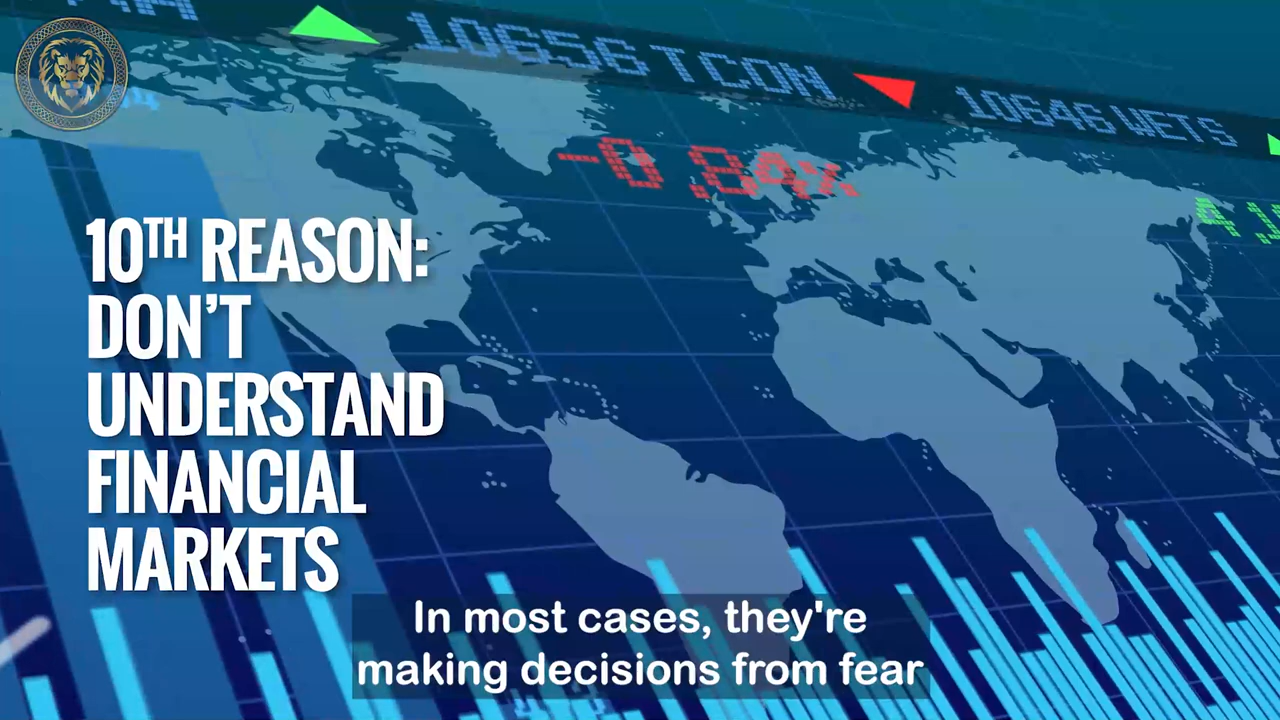 10656 TCON
10646 WETS
-0.84%
10TH REASON:
DON'T
UNDERSTAND
FINANCIAL
MARKETS
In most cases, they're
making decisions from fear